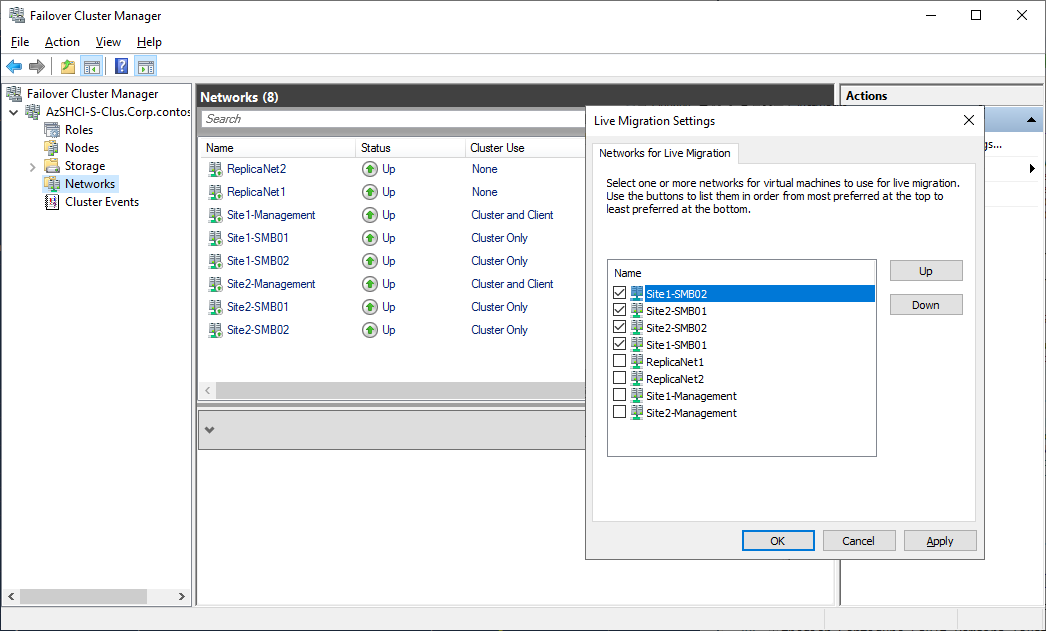 Failover Cluster Manager
File Action View Help
Failover Cluster Manager
AzSHCI-S-Clus.Corp.contos
Roles
Nodes
Storage
Networks
Cluster Events
Networks (8)
Search
Name Status Cluster Use
ReplicaNet2 Up None
ReplicaNet1 Up None
Site1-Management Up Cluster and Client
Site1-SMB01 Up Cluster Only
Site1-SMB02 Up Cluster Only
Site2-Management Up Cluster and Client
Site2-SMB01 Up Cluster Only
Site2-SMB02 Up Cluster Only
Actions
gs...
Live Migration Settings
Networks for Live Migration
Select one or more networks for virtual machines to use for live migration.
Use the buttons to list them in order from most preferred at the top to
least preferred at the bottom.
Name
Site1-SMB02
Site2-SMB01
Site2-SMB02
Site1-SMB01
ReplicaNet1
ReplicaNet2
Site1-Management
Site2-Management
Up
Down
OK Cancel Apply